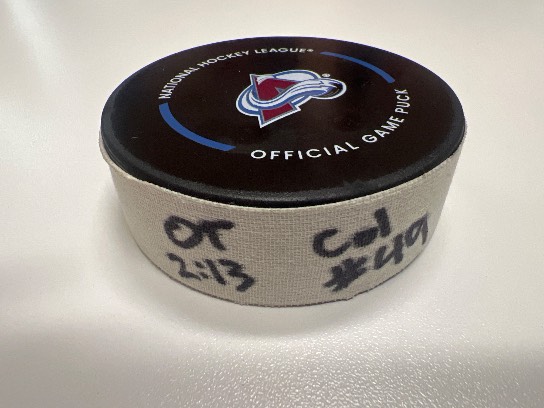 NATIONAL HOCKEY LEAGUE®
OFFICIAL GAME PUCK
OT
2:13
Col
#49